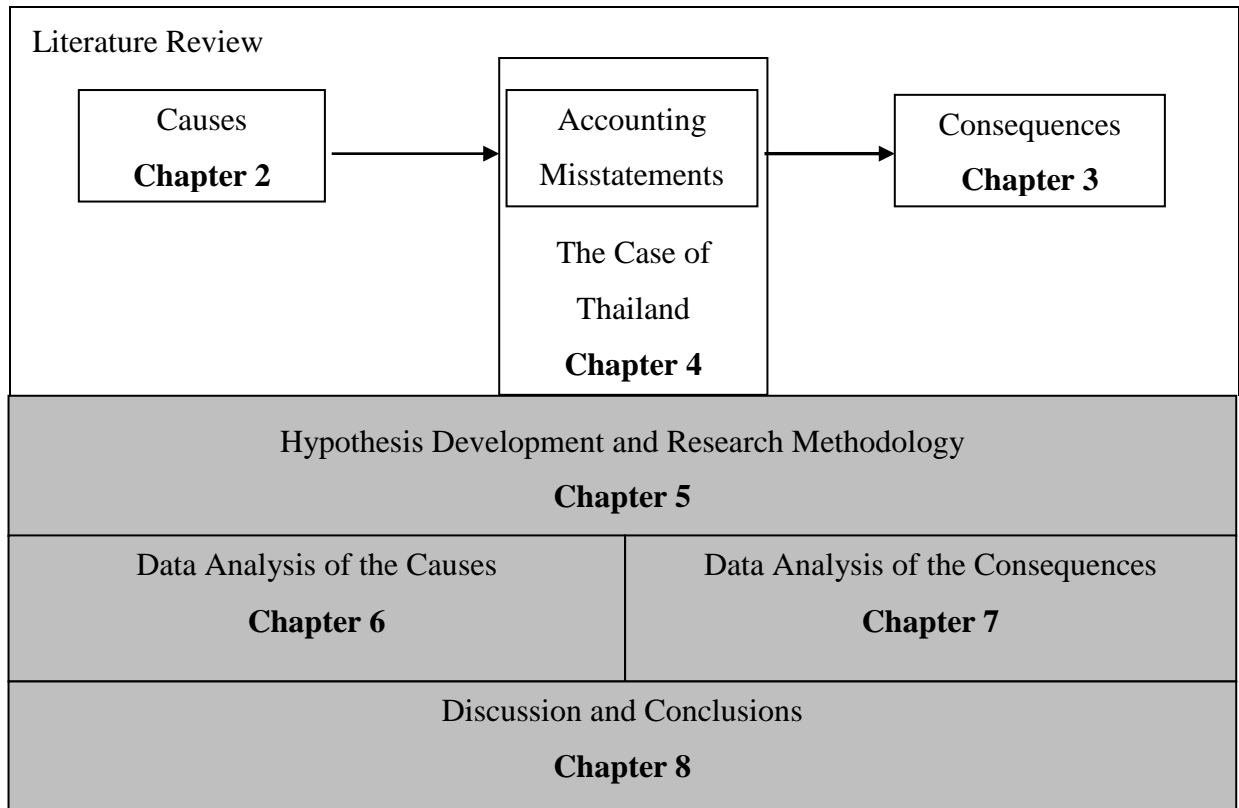 Literature Review
Causes
Chapter 2
Accounting
Misstatements
The Case of
Thailand
Chapter 4
Consequences
Chapter 3
Hypothesis Development and Research Methodology
Chapter 5
Data Analysis of the Causes
Chapter 6
Data Analysis of the Consequences
Chapter 7
Discussion and Conclusions
Chapter 8